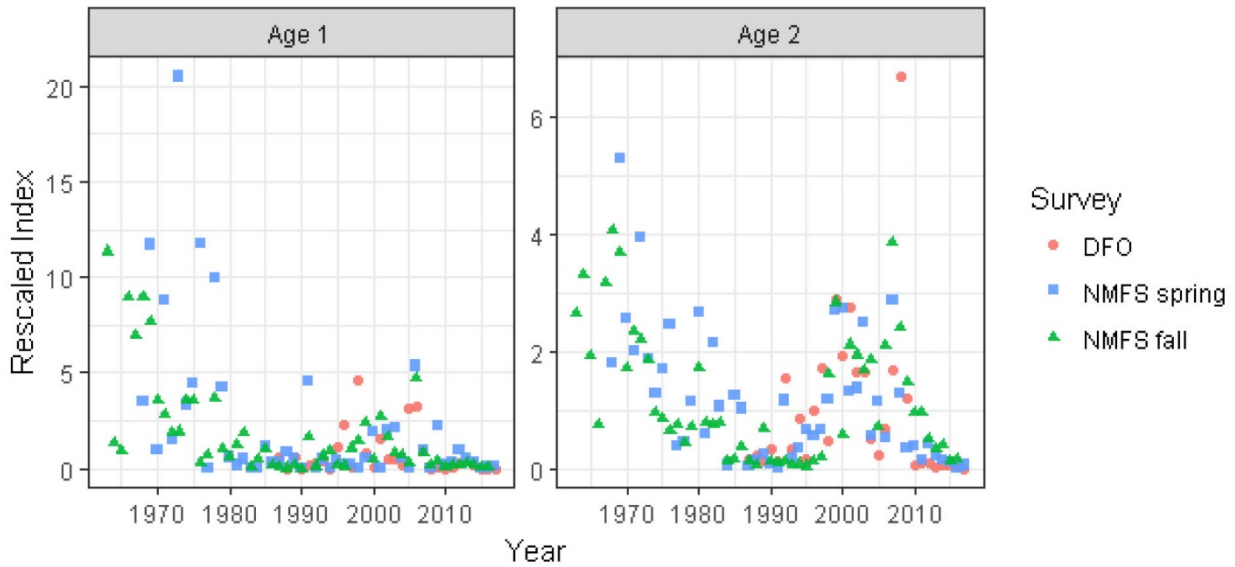 Age 1
Age 2
Rescaled Index
20
15
10
5
0
6
4
2
0
1970 1980 1990 2000 2010
1970 1980 1990 2000 2010
Year
Survey
DFO
NMFS spring
NMFS fall